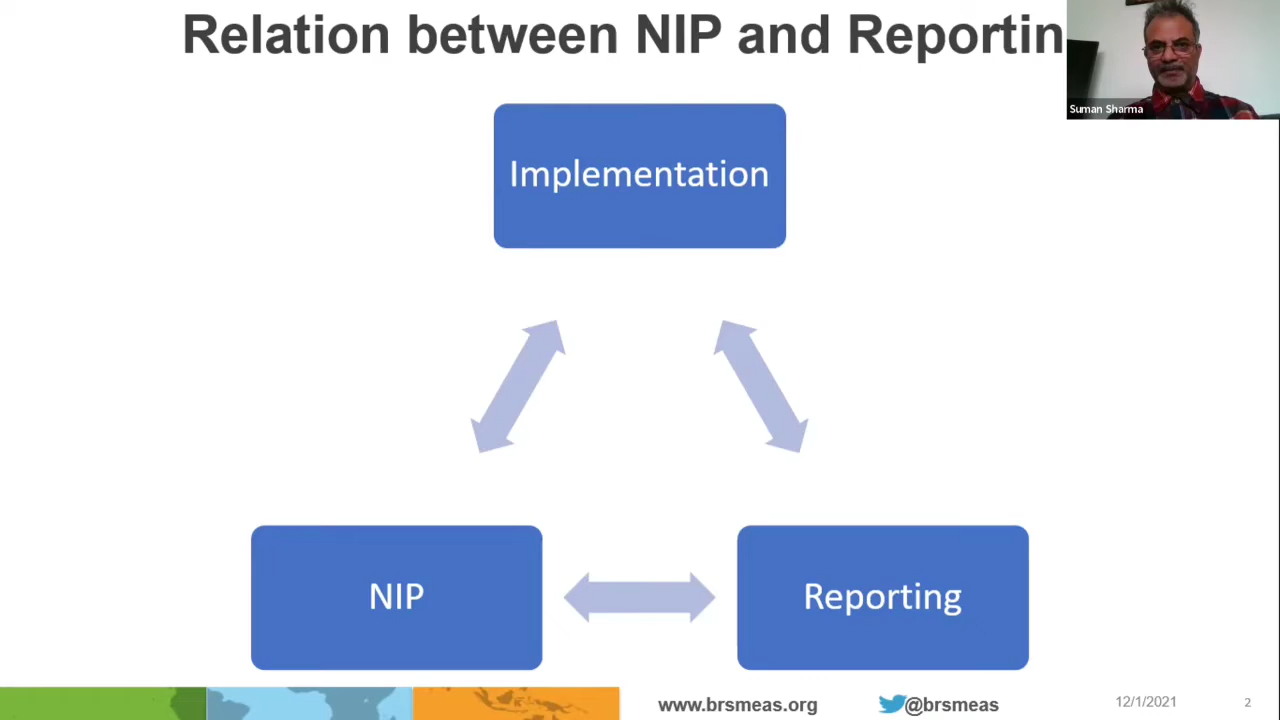 Relation between NIP and Reportin
Suman Sharma
Implementation
NIP
Reporting
www.brsmeas.org
@brsmeas
12/1/2021
2